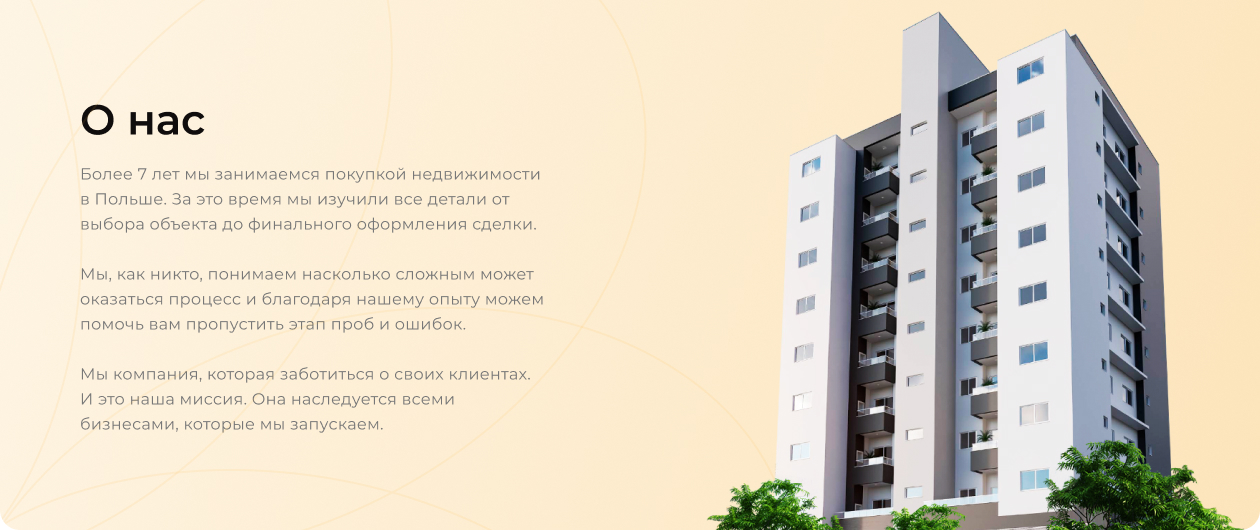 О нас
Более 7 лет мы занимаемся покупкой недвижимости
в Польше. За это время мы изучили все детали от
выбора объекта до финального оформления сделки.
Мы, как никто, понимаем насколько сложным может
оказаться процесс и благодаря нашему опыту можем
помочь вам пропустить этап проб и ошибок.
Мы компания, которая заботиться о своих клиентах.
И это наша миссия. Она наследуется всеми
бизнесами, которые мы запускаем.